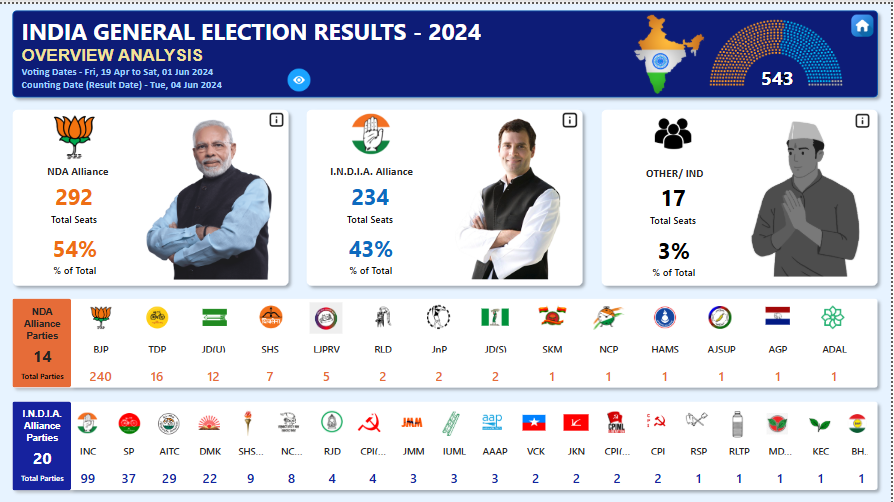 INDIA GENERAL ELECTION RESULTS - 2024
OVERVIEW ANALYSIS
Voting Dates - Fri, 19 Apr to Sat, 01 Jun 2024
Counting Date (Result Date) - Tue, 04 Jun 2024
543
NDA Alliance
292
Total Seats
54%
% of Total
I.N.D.I.A. Alliance
234
Total Seats
43%
% of Total
OTHER/ IND
17
Total Seats
3%
% of Total
NDA Alliance Parties
14
Total Parties
BJP TDP JD(U) SHS LJPRV RLD JnP JD(S) SKM NCP HAMS AJSUP AGP ADAL
240 16 12 7 5 2 2 2 1 1 1 1 1 1
I.N.D.I.A. Alliance Parties
20
Total Parties
INC SP AITC DMK SHS... NC... RJD CPI(... JMM IUML AAAP VCK JKN CPI(... CPI RSP RLTP MD... KEC BH...
99 37 29 22 9 8 4 4 3 3 3 2 2 2 2 1 1 1 1 1